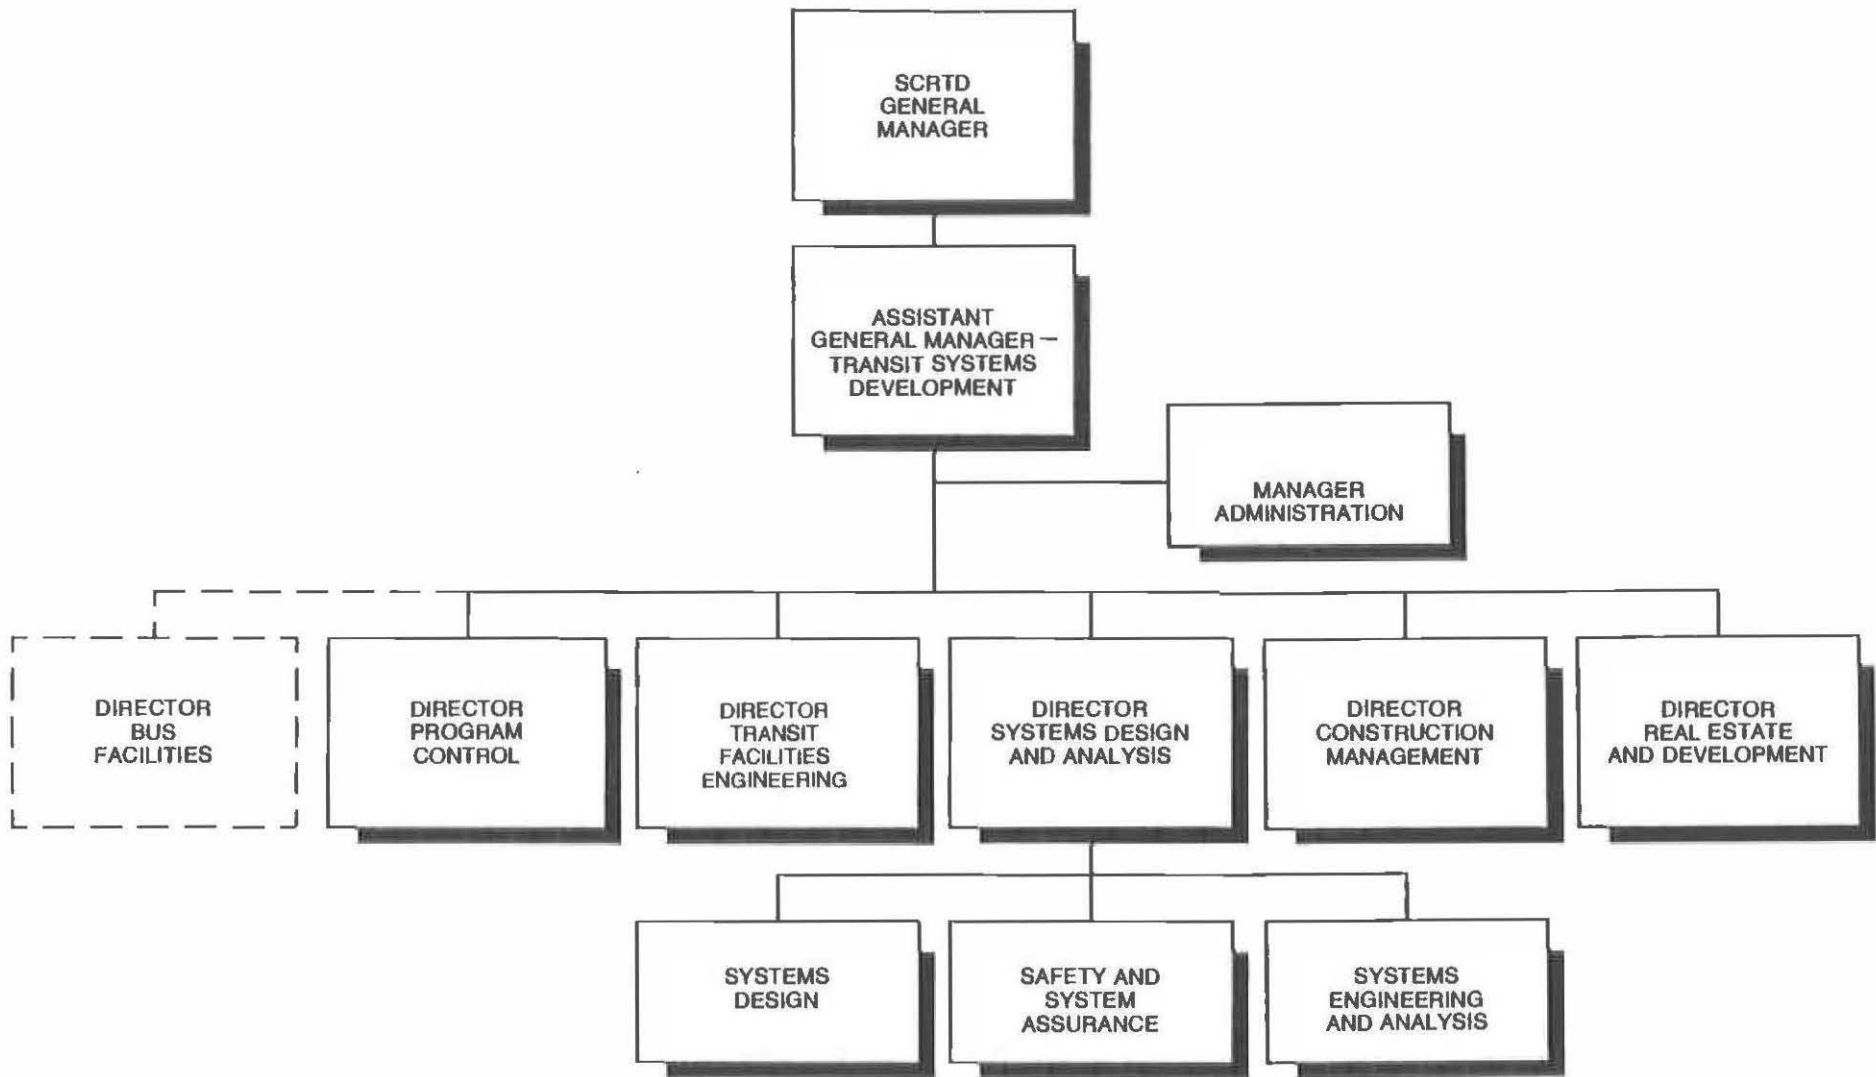 SCRTD
GENERAL
MANAGER
ASSISTANT
GENERAL MANAGER —
TRANSIT SYSTEMS
DEVELOPMENT
MANAGER
ADMINISTRATION
DIRECTOR
BUS
FACILITIES
DIRECTOR
PROGRAM
CONTROL
DIRECTOR
TRANSIT
FACILITIES
ENGINEERING
DIRECTOR
SYSTEMS DESIGN
AND ANALYSIS
DIRECTOR
CONSTRUCTION
MANAGEMENT
DIRECTOR
REAL ESTATE
AND DEVELOPMENT
SYSTEMS
DESIGN
SAFETY AND
SYSTEM
ASSURANCE
SYSTEMS
ENGINEERING
AND ANALYSIS